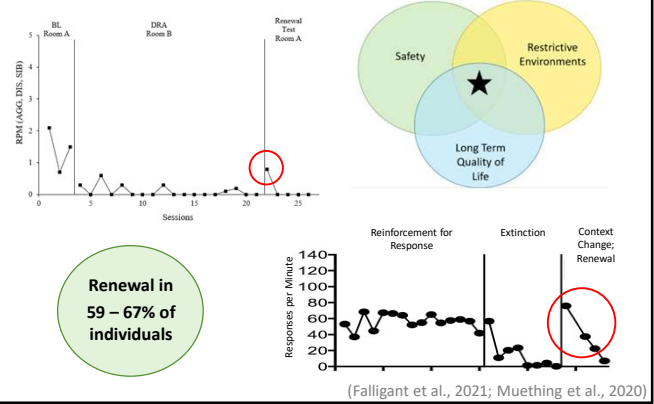 BL
Room A
DRA
Room B
Renewal
Test
Room A
RPM (AGG, DIS, SIB)
5
4
3
2
1
0
0
5
10
15
20
25
Sessions
Safety
Restrictive
Environments
Long Term
Quality of
Life
Renewal in
59 – 67% of
individuals
Reinforcement for
Response
Extinction
Context
Change;
Renewal
Responses per Minute
140
120
100
80
60
40
20
0
(Falligant et al., 2021; Muething et al., 2020)